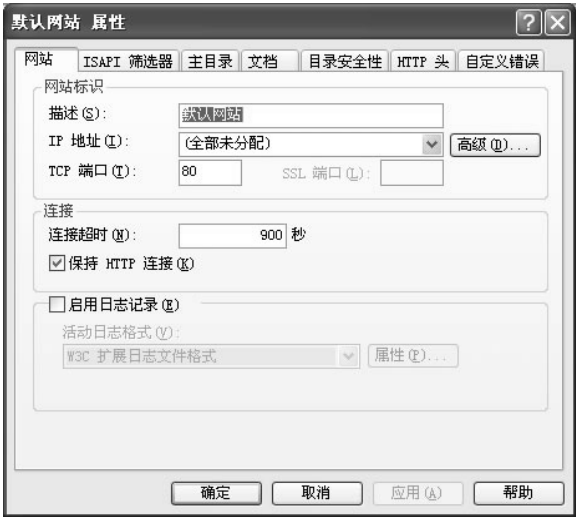 默认网站 属性
网站 ISAPI 筛选器 主目录 文档 目录安全性 HTTP 头 自定义错误
网站标识
描述(S): 默认网站
IP 地址(I): (全部未分配) 高级(D)...
TCP 端口(T): 80 SSL 端口(L):
连接
连接超时(N): 900 秒
保持 HTTP 连接(K)
启用日志记录(E)
活动日志格式(V):
W3C 扩展日志文件格式 属性(P)...
确定 取消 应用(A) 帮助